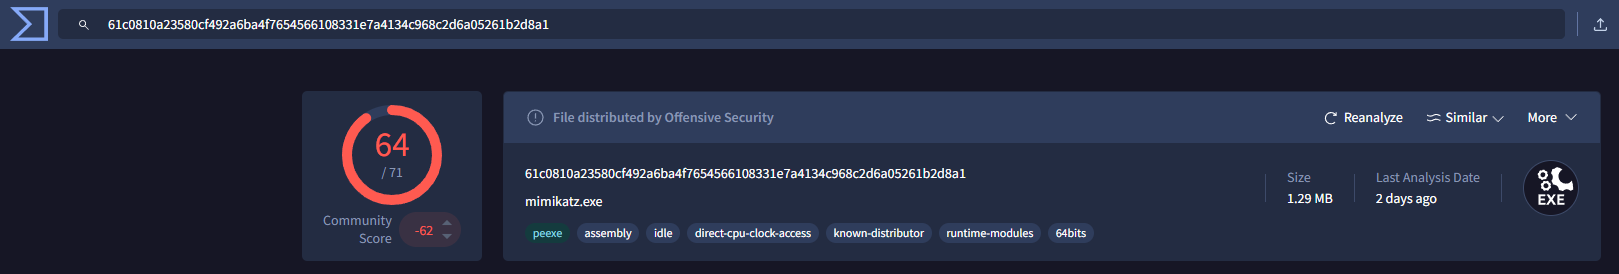 61c0810a23580cf492a6ba4f7654566108331e7a4134c968c2d6a05261b2d8a1
64
/ 71
Community
Score
-62
File distributed by Offensive Security
Reanalyze
Similar
More
61c0810a23580cf492a6ba4f7654566108331e7a4134c968c2d6a05261b2d8a1
mimikatz.exe
Size
1.29 MB
Last Analysis Date
2 days ago
EXE
peexe assembly idle direct-cpu-clock-access known-distributor runtime-modules 64bits